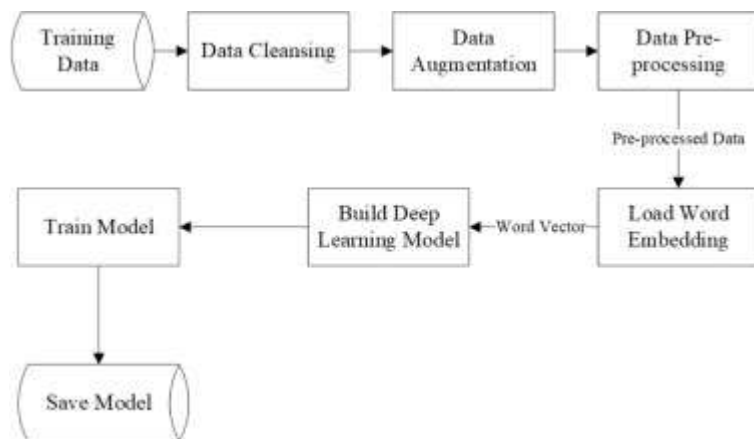 Training
Data
Data Cleansing
Data
Augmentation
Data Pre-
processing
Pre-processed Data
Load Word
Embedding
Word Vector
Build Deep
Learning Model
Train Model
Save Model